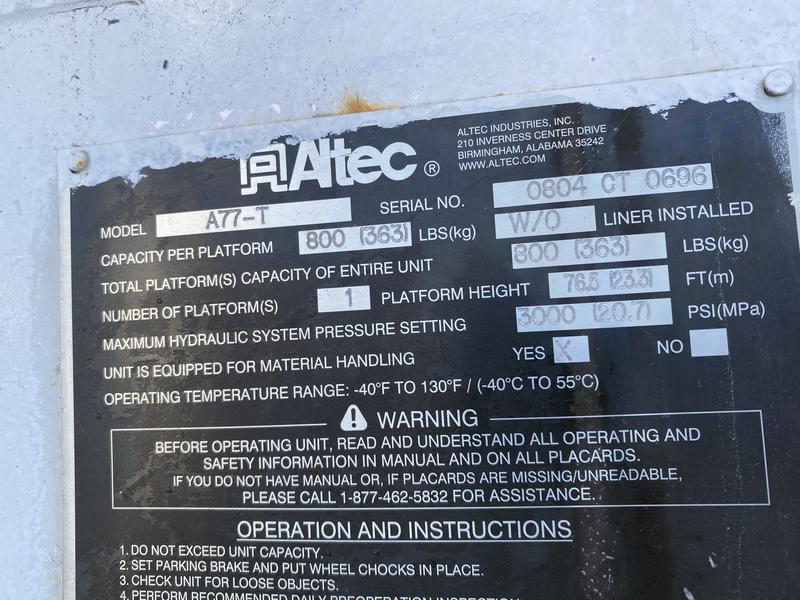 Altec®
ALTEC INDUSTRIES, INC.
210 INVERNESS CENTER DRIVE
BIRMINGHAM, ALABAMA 35242
WWW.ALTEC.COM
MODEL A77-T SERIAL NO. 0804 CT 0696
CAPACITY PER PLATFORM 800 (363) LBS(kg) W/O LINER INSTALLED
TOTAL PLATFORM(S) CAPACITY OF ENTIRE UNIT 800 (363) LBS(kg)
NUMBER OF PLATFORM(S) 1 PLATFORM HEIGHT 76.5 (23.3) FT(m)
MAXIMUM HYDRAULIC SYSTEM PRESSURE SETTING 3000 (20.7) PSI(MPa)
UNIT IS EQUIPPED FOR MATERIAL HANDLING YES X NO
OPERATING TEMPERATURE RANGE: -40°F TO 130°F / (-40°C TO 55°C)
WARNING
BEFORE OPERATING UNIT, READ AND UNDERSTAND ALL OPERATING AND
SAFETY INFORMATION IN MANUAL AND ON ALL PLACARDS.
IF YOU DO NOT HAVE MANUAL OR, IF PLACARDS ARE MISSING/UNREADABLE,
PLEASE CALL 1-877-462-5832 FOR ASSISTANCE.
OPERATION AND INSTRUCTIONS
1. DO NOT EXCEED UNIT CAPACITY.
2. SET PARKING BRAKE AND PUT WHEEL CHOCKS IN PLACE.
3. CHECK UNIT FOR LOOSE OBJECTS.
4. PERFORM RECOMMENDED DAILY PREOPERATION INSPECTION